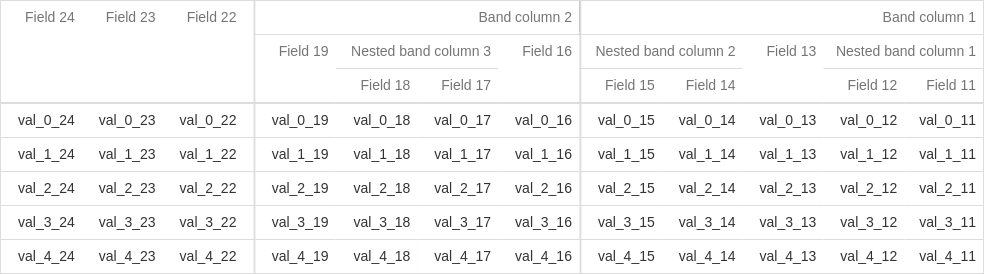 Field 24 Field 23 Field 22 Band column 2 Band column 1
Field 19 Nested band column 3 Field 16 Nested band column 2 Field 13 Nested band column 1
Field 18 Field 17 Field 15 Field 14 Field 12 Field 11
val_0_24 val_0_23 val_0_22 val_0_19 val_0_18 val_0_17 val_0_16 val_0_15 val_0_14 val_0_13 val_0_12 val_0_11
val_1_24 val_1_23 val_1_22 val_1_19 val_1_18 val_1_17 val_1_16 val_1_15 val_1_14 val_1_13 val_1_12 val_1_11
val_2_24 val_2_23 val_2_22 val_2_19 val_2_18 val_2_17 val_2_16 val_2_15 val_2_14 val_2_13 val_2_12 val_2_11
val_3_24 val_3_23 val_3_22 val_3_19 val_3_18 val_3_17 val_3_16 val_3_15 val_3_14 val_3_13 val_3_12 val_3_11
val_4_24 val_4_23 val_4_22 val_4_19 val_4_18 val_4_17 val_4_16 val_4_15 val_4_14 val_4_13 val_4_12 val_4_11